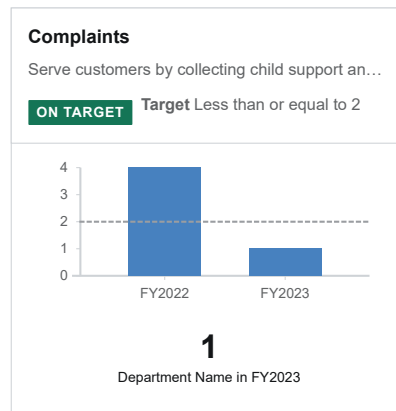 Complaints
Serve customers by collecting child support an…
ON TARGET Target Less than or equal to 2
4
3
2
1
0
FY2022 FY2023
1
Department Name in FY2023